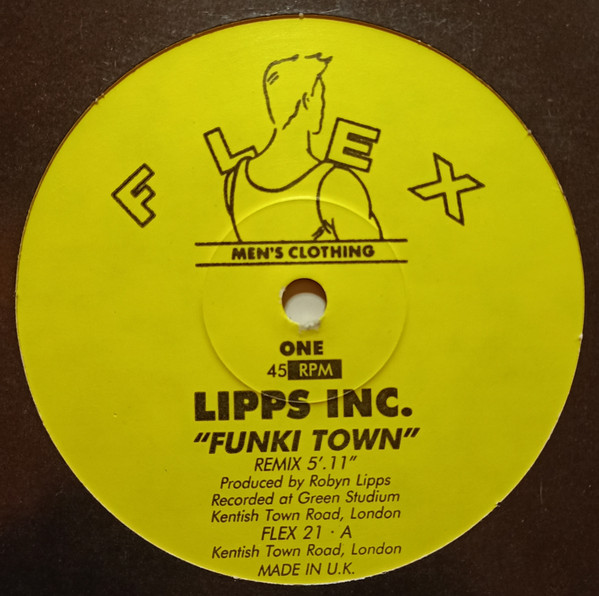 FLEX
MEN'S CLOTHING
ONE
45 RPM
LIPPS INC.
"FUNKI TOWN"
REMIX 5'.11"
Produced by Robyn Lipps
Recorded at Green Studium
Kentish Town Road, London
FLEX 21 · A
Kentish Town Road, London
MADE IN U.K.